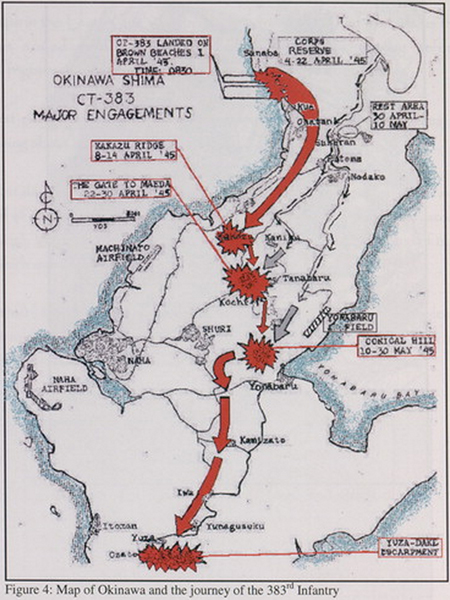 CT-383 LANDED ON
BROWN BEACHES 1
APRIL '45.
TIME: 0830
Sunabe
CORPS
RESERVE
4-22 APRIL '45
OKINAWA SHIMA
CT-383
MAJOR ENGAGEMENTS
Kue
REST AREA
30 APRIL-
10 MAY
KAKAZU RIDGE
8-14 APRIL '45
Futema
Nodako
THE GATE TO MAEDA
22-30 APRIL '45
N
0
YDS
Kaniku
MACHINATO
AIRFIELD
Tanabaru
Kochi
YONABARU
FIELD
SHURI
NAHA
CONICAL HILL
10-30 MAY '45
NAHA
AIRFIELD
Yonabaru
YONABARU BAY
Kamizato
Iwa
Itoman
Yunagusuku
Yuza
Ozato
YUZA-DAKE
ESCARPMENT
Figure 4: Map of Okinawa and the journey of the 383rd Infantry